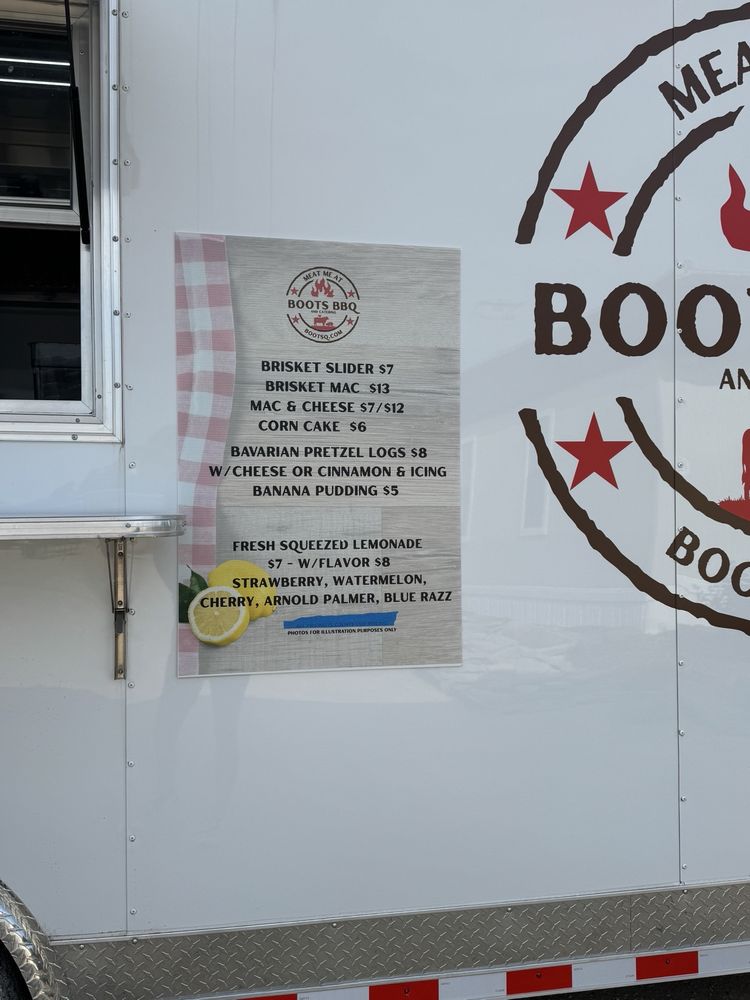 MEAT ME AT
BOOTS BBQ
AND CATERING
BOOTSQ.COM
BRISKET SLIDER $7
BRISKET MAC $13
MAC & CHEESE $7/$12
CORN CAKE $6
BAVARIAN PRETZEL LOGS $8
W/CHEESE OR CINNAMON & ICING
BANANA PUDDING $5
FRESH SQUEEZED LEMONADE
$7 - W/FLAVOR $8
STRAWBERRY, WATERMELON,
CHERRY, ARNOLD PALMER, BLUE RAZZ
PHOTOS FOR ILLUSTRATION PURPOSES ONLY
MEA
BOO
AN
BOO